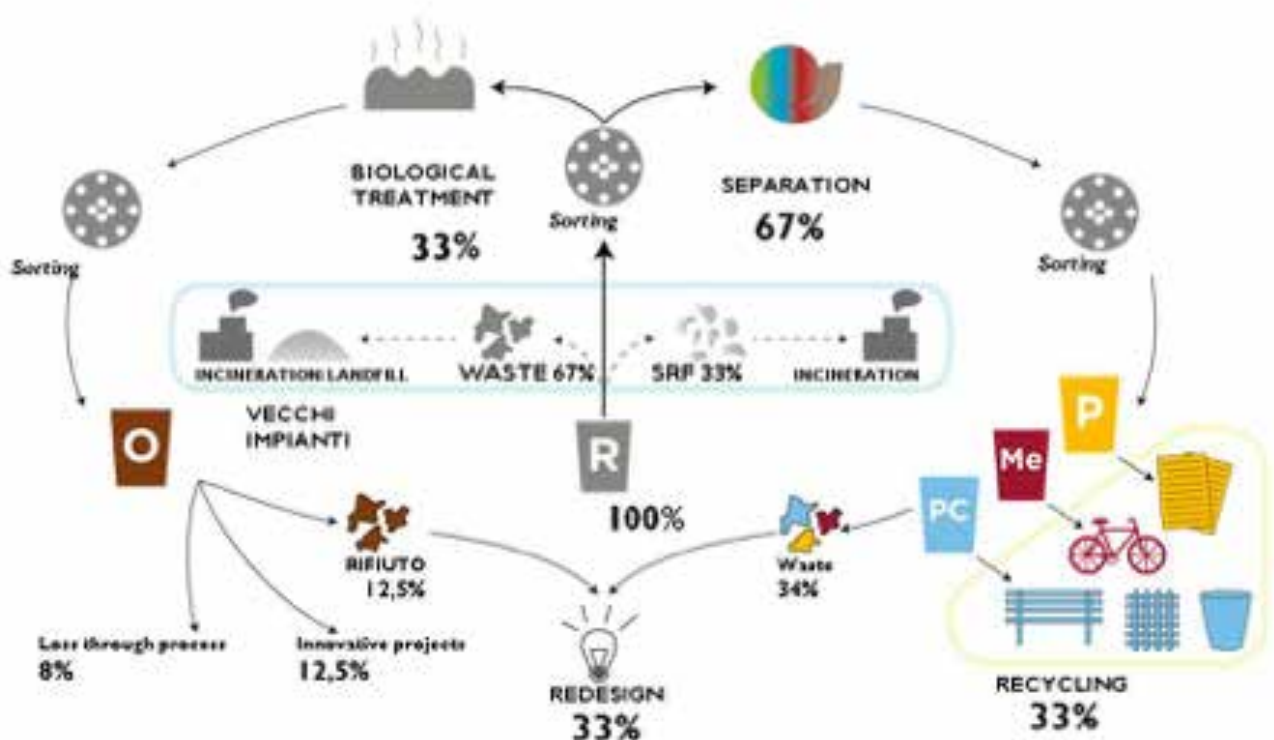 BIOLOGICAL
TREATMENT
33%
Sorting
SEPARATION
67%
Sorting
Sorting
INCINERATION/LANDFILL
WASTE 67%
SRF 33%
INCINERATION
VECCHI
IMPIANTI
O
R
100%
P
Me
PC
RIFIUTO
12,5%
Waste
34%
Loss through process
8%
Innovative projects
12,5%
REDESIGN
33%
RECYCLING
33%